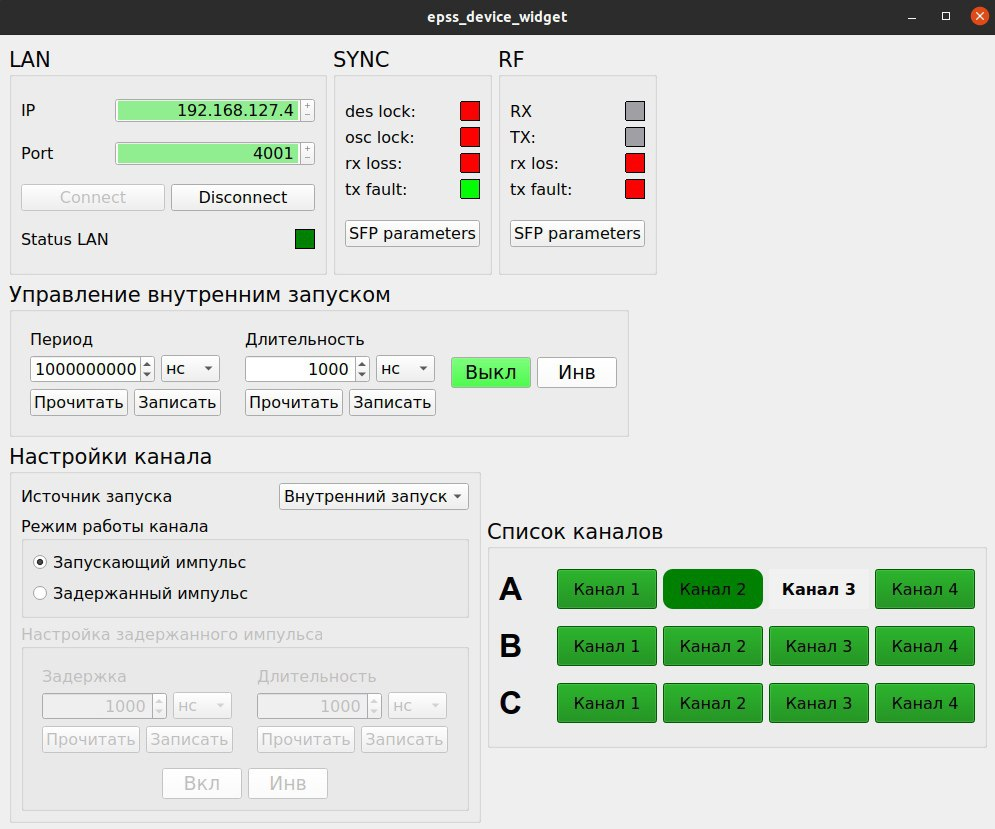 epss_device_widget
LAN
SYNC
RF
IP
192.168.127.4
Port
4001
Connect
Disconnect
Status LAN
des lock:
osc lock:
rx loss:
tx fault:
SFP parameters
RX
TX:
rx los:
tx fault:
SFP parameters
Управление внутренним запуском
Период
1000000000
нс
Прочитать
Записать
Длительность
1000
нс
Прочитать
Записать
Выкл
Инв
Настройки канала
Источник запуска
Внутренний запуск
Режим работы канала
Запускающий импульс
Задержанный импульс
Настройка задержанного импульса
Задержка
1000
нс
Прочитать
Записать
Длительность
1000
нс
Прочитать
Записать
Вкл
Инв
Список каналов
A
Канал 1
Канал 2
Канал 3
Канал 4
B
Канал 1
Канал 2
Канал 3
Канал 4
C
Канал 1
Канал 2
Канал 3
Канал 4